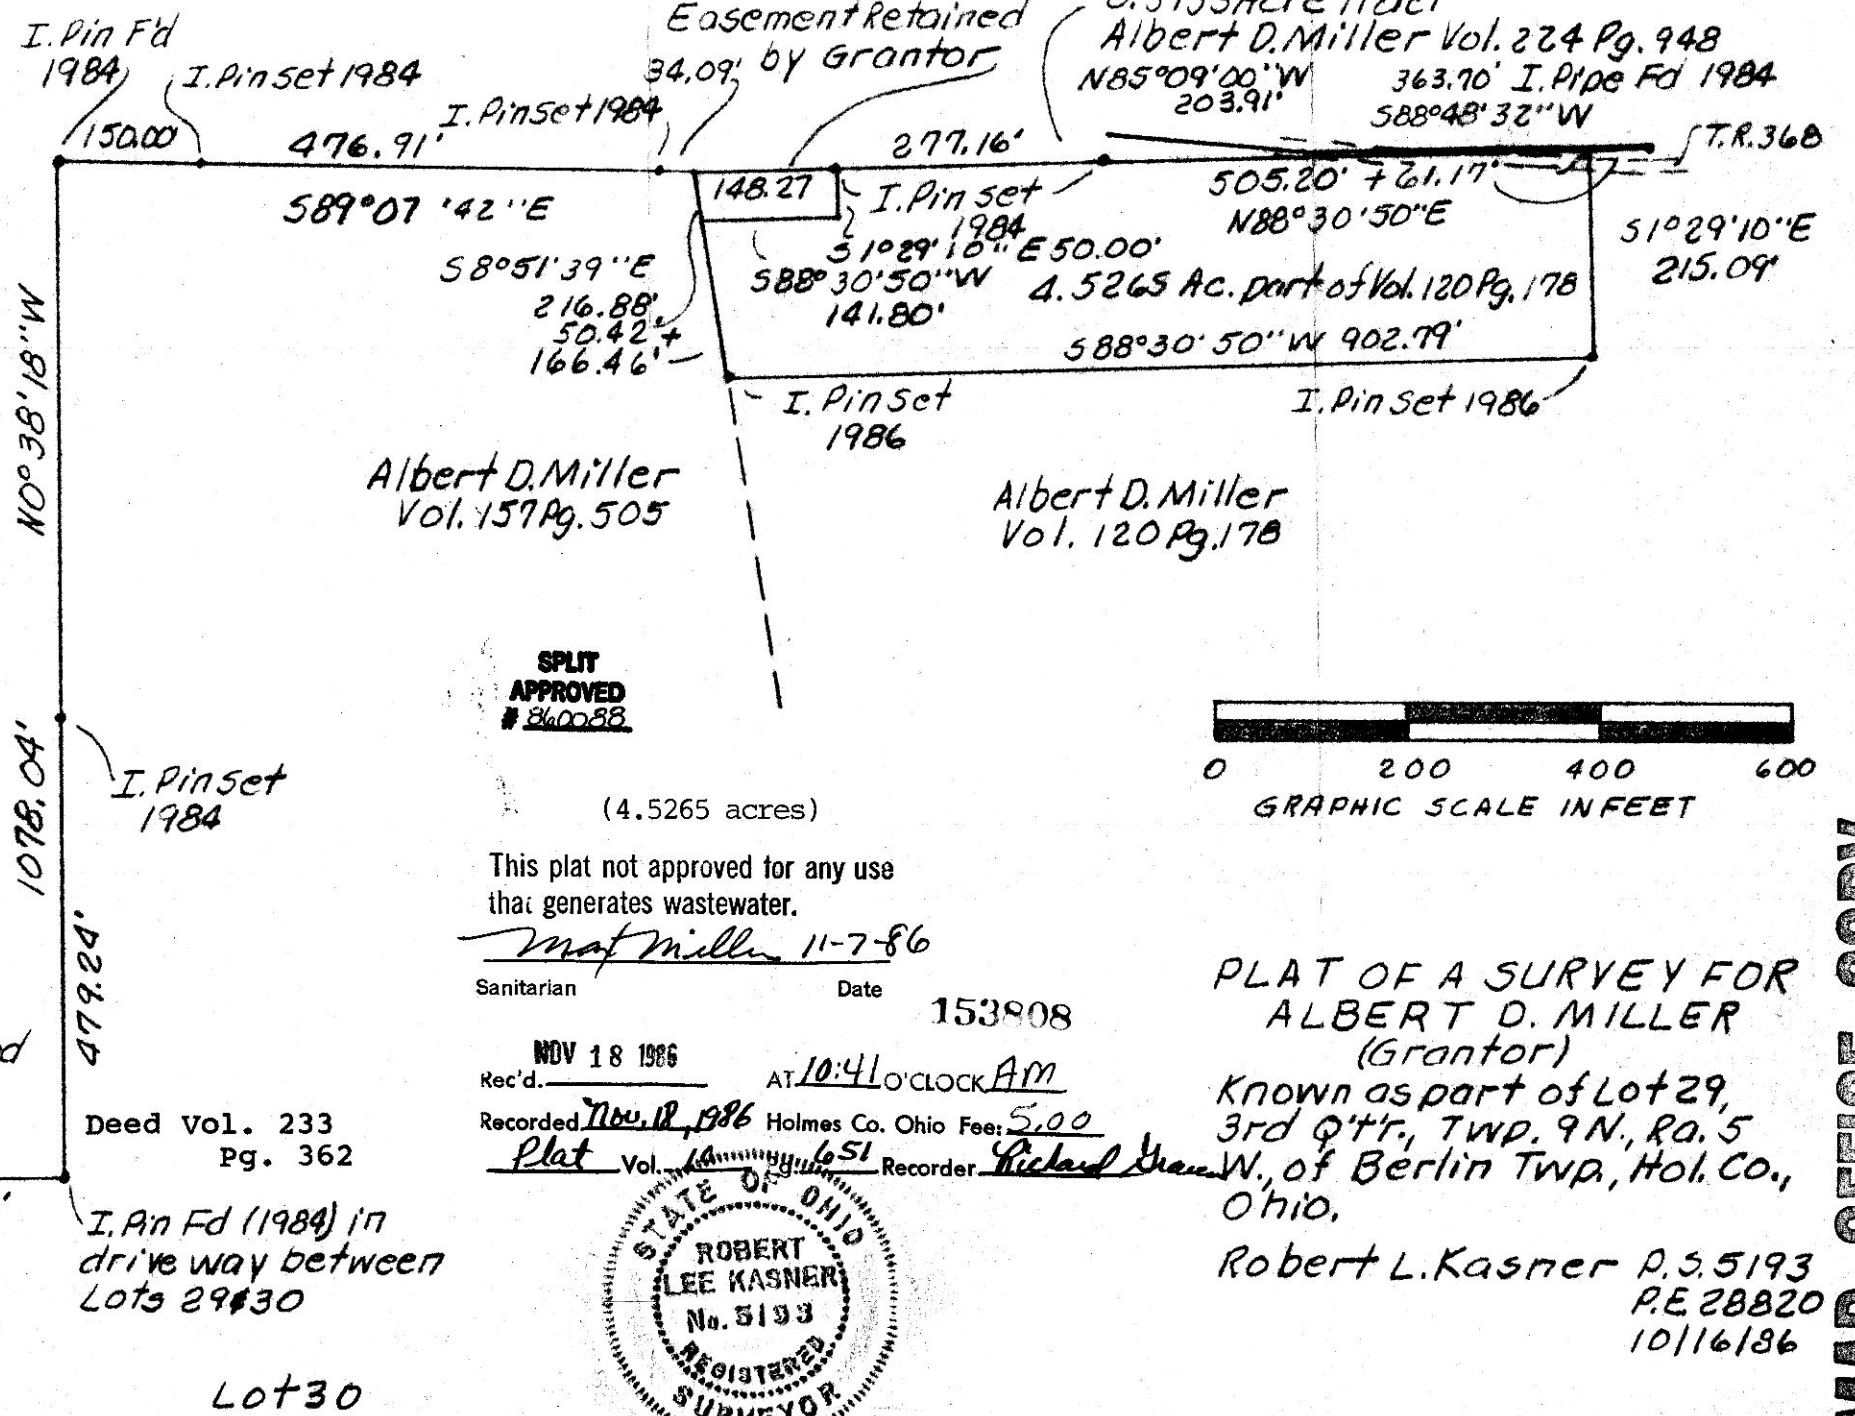 I. Pin F'd
1984
I. Pin set 1984
150.00
476.91'
I. Pin set 1984
Easement Retained
by Grantor
34.09'
277.16'
Albert D. Miller Vol. 224 Pg. 948
N85°09'00"W
203.91'
363.70' I. Pipe Fd 1984
S88°48'32"W
T.R. 368
S89°07'42"E
148.27
I. Pin set
1984
505.20' + 61.17'
N88°30'50"E
S1°29'10"E
215.09'
S8°51'39"E
216.88'
50.42' +
166.46'
S1°29'10"E 50.00'
S88°30'50"W
141.80'
4.5265 Ac. part of Vol. 120 Pg. 178
S88°30'50"W 902.79'
I. Pin Set
1986
I. Pin Set 1986
N0°38'18"W
1078.04'
Albert D. Miller
Vol. 157 Pg. 505
Albert D. Miller
Vol. 120 Pg. 178
SPLIT
APPROVED
# 860088
I. Pin set
1984
0 200 400 600
GRAPHIC SCALE IN FEET
(4.5265 acres)
This plat not approved for any use
that generates wastewater.
Max Miller 11-7-86
Sanitarian Date
153808
479.24'
NOV 18 1986
Rec'd. AT 10:41 O'CLOCK AM
Recorded Nov. 18, 1986 Holmes Co. Ohio Fee: 5.00
Plat Vol. Pg. 651 Recorder Richard
Deed Vol. 233
Pg. 362
I. Pin Fd (1984) in
drive way between
Lots 29 & 30
Lot 30
STATE OF OHIO
ROBERT
LEE KASNER
No. 5193
REGISTERED
SURVEYOR
PLAT OF A SURVEY FOR
ALBERT D. MILLER
(Grantor)
Known as part of Lot 29,
3rd Q't'r., Twp. 9 N., Ra. 5
W., of Berlin Twp., Hol. Co.,
Ohio.
Robert L. Kasner P.S. 5193
P.E. 28820
10/16/86